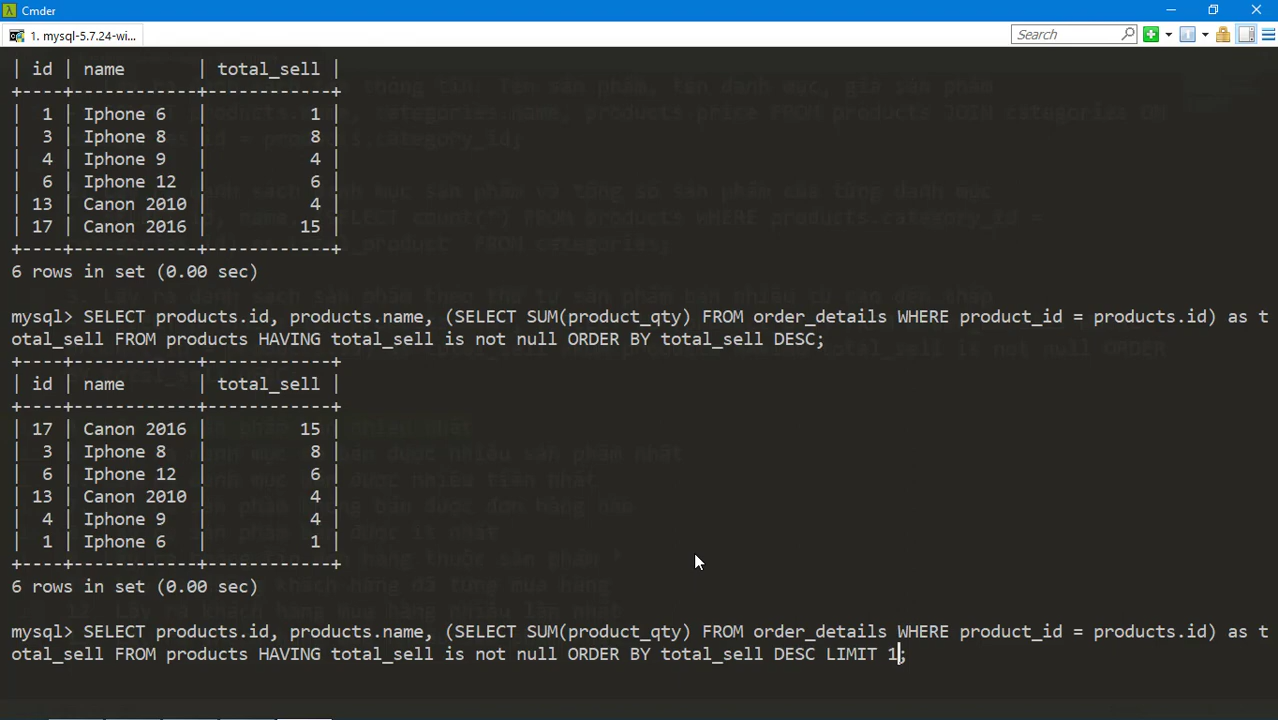 Cmder
1. mysql-5.7.24-wi...
Search
| id | name | total_sell |
+----+-------------+------------+
| 1 | Iphone 6 | 1 |
| 3 | Iphone 8 | 8 |
| 4 | Iphone 9 | 4 |
| 6 | Iphone 12 | 6 |
| 13 | Canon 2010 | 4 |
| 17 | Canon 2016 | 15 |
+----+-------------+------------+
6 rows in set (0.00 sec)
mysql> SELECT products.id, products.name, (SELECT SUM(product_qty) FROM order_details WHERE product_id = products.id) as t
otal_sell FROM products HAVING total_sell is not null ORDER BY total_sell DESC;
+----+-------------+------------+
| id | name | total_sell |
+----+-------------+------------+
| 17 | Canon 2016 | 15 |
| 3 | Iphone 8 | 8 |
| 6 | Iphone 12 | 6 |
| 13 | Canon 2010 | 4 |
| 4 | Iphone 9 | 4 |
| 1 | Iphone 6 | 1 |
+----+-------------+------------+
6 rows in set (0.00 sec)
mysql> SELECT products.id, products.name, (SELECT SUM(product_qty) FROM order_details WHERE product_id = products.id) as t
otal_sell FROM products HAVING total_sell is not null ORDER BY total_sell DESC LIMIT 1;